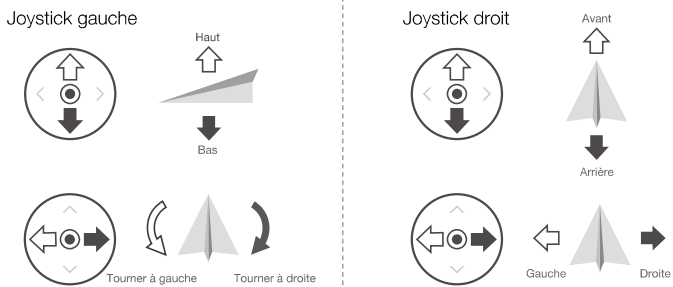 Joystick gauche
Haut
Bas
Tourner à gauche
Tourner à droite
Joystick droit
Avant
Arrière
Gauche
Droite